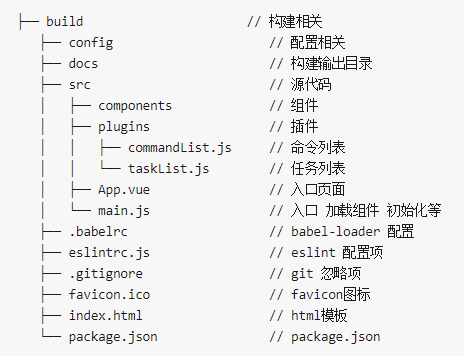 ├── build                      // 构建相关
   ├── config                      // 配置相关
   ├── docs                        // 构建输出目录
   ├── src                         // 源代码
   │   ├── components              // 组件
   │   ├── plugins                 // 插件
   │   │   ├── commandList.js     // 命令列表
   │   │   └── taskList.js        // 任务列表
   │   ├── App.vue                 // 入口页面
   │   └── main.js                 // 入口 加载组件 初始化等
   ├── .babelrc                    // babel-loader 配置
   ├── eslintrc.js                 // eslint 配置项
   ├── .gitignore                  // git 忽略项
   ├── favicon.ico                 // favicon图标
   ├── index.html                  // html模板
   └── package.json                // package.json